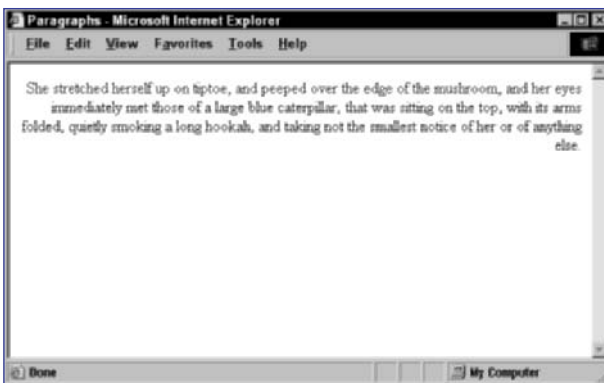 Paragraphs - Microsoft Internet Explorer
File Edit View Favorites Tools Help
She stretched herself up on tiptoe, and peeped over the edge of the mushroom, and her eyes
immediately met those of a large blue caterpillar, that was sitting on the top, with its arms
folded, quietly smoking a long hookah, and taking not the smallest notice of her or of anything
else.
Done My Computer